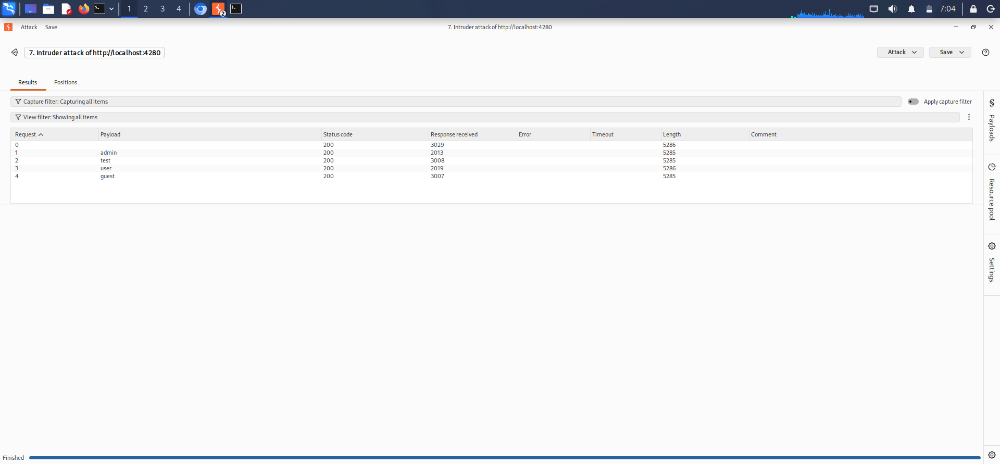 1 2 3 4 2 7:04
Attack Save 7. Intruder attack of http://localhost:4280
7. Intruder attack of http://localhost:4280 Attack Save
Results Positions
Capture filter: Capturing all items Apply capture filter
View filter: Showing all items
Request Payload Status code Response received Error Timeout Length Comment
0 200 3029 5286
1 admin 200 2013 5285
2 test 200 3008 5285
3 user 200 2019 5286
4 guest 200 3007 5285
Payloads
Resource pool
Settings
Finished